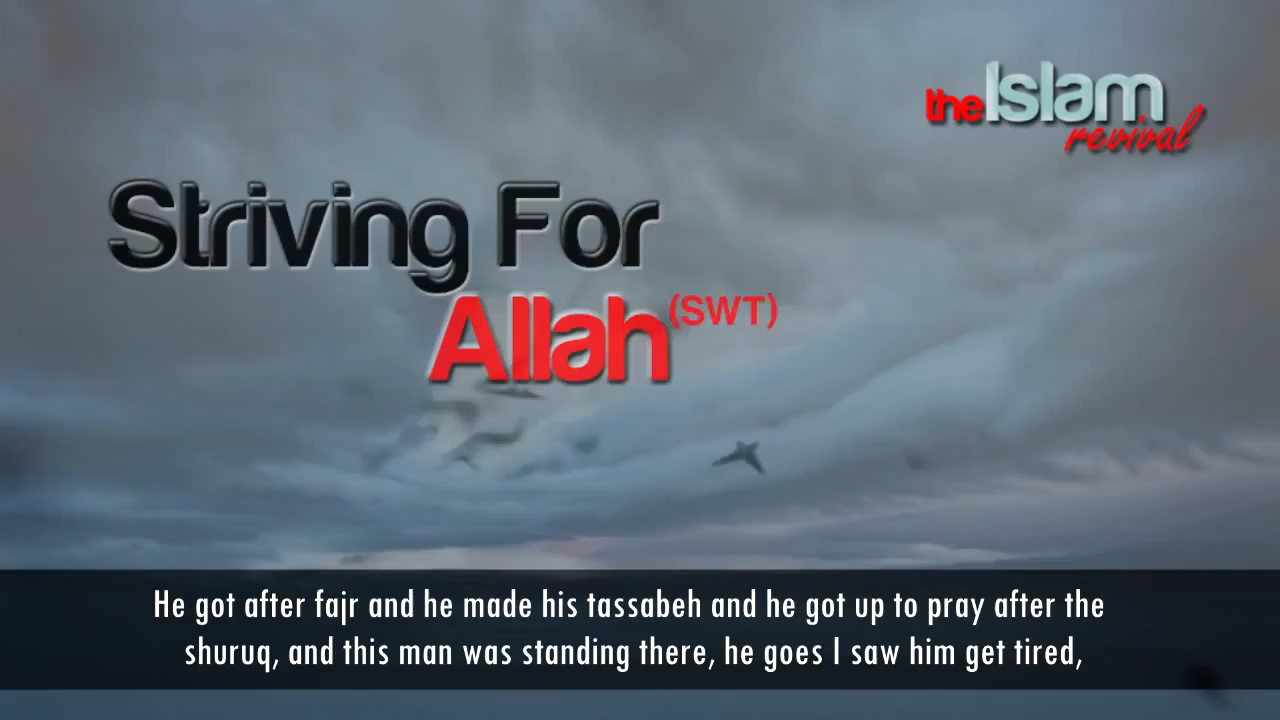 the Islam
revival
Striving For
Allah (SWT)
He got after fajr and he made his tassabeh and he got up to pray after the
shuruq, and this man was standing there, he goes I saw him get tired,